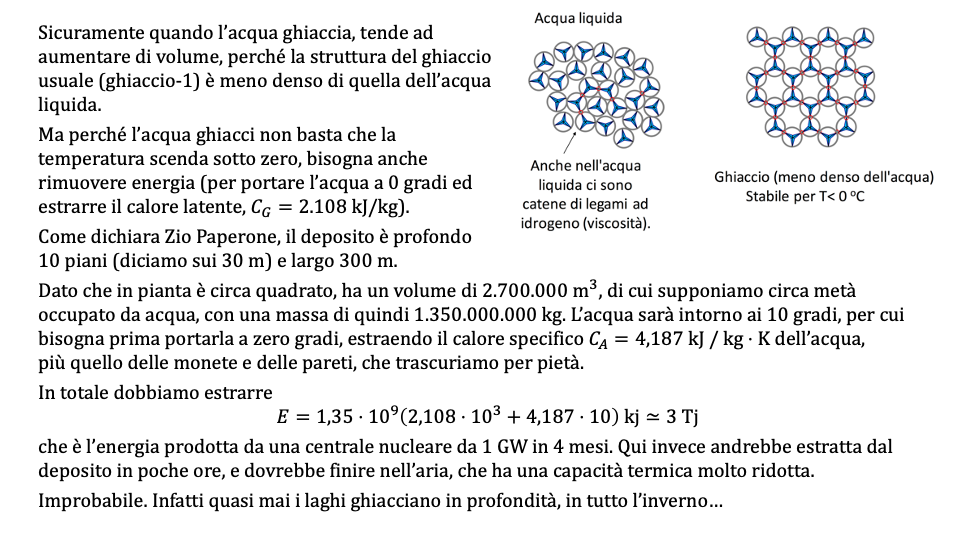 Sicuramente quando l'acqua ghiaccia, tende ad
aumentare di volume, perché la struttura del ghiaccio
usuale (ghiaccio-1) è meno denso di quella dell'acqua
liquida.
Ma perché l'acqua ghiacci non basta che la
temperatura scenda sotto zero, bisogna anche
rimuovere energia (per portare l'acqua a 0 gradi ed
estrarre il calore latente, C_G = 2.108 kJ/kg).
Come dichiara Zio Paperone, il deposito è profondo
10 piani (diciamo sui 30 m) e largo 300 m.
Acqua liquida
Anche nell'acqua
liquida ci sono
catene di legami ad
idrogeno (viscosità).
Ghiaccio (meno denso dell'acqua)
Stabile per T< 0 °C
Dato che in pianta è circa quadrato, ha un volume di 2.700.000 m³, di cui supponiamo circa metà
occupato da acqua, con una massa di quindi 1.350.000.000 kg. L'acqua sarà intorno ai 10 gradi, per cui
bisogna prima portarla a zero gradi, estraendo il calore specifico C_A = 4,187 kJ / kg · K dell'acqua,
più quello delle monete e delle pareti, che trascuriamo per pietà.
In totale dobbiamo estrarre
E = 1,35 · 10⁹(2,108 · 10³ + 4,187 · 10) kj ≃ 3 Tj
che è l'energia prodotta da una centrale nucleare da 1 GW in 4 mesi. Qui invece andrebbe estratta dal
deposito in poche ore, e dovrebbe finire nell'aria, che ha una capacità termica molto ridotta.
Improbabile. Infatti quasi mai i laghi ghiacciano in profondità, in tutto l'inverno…